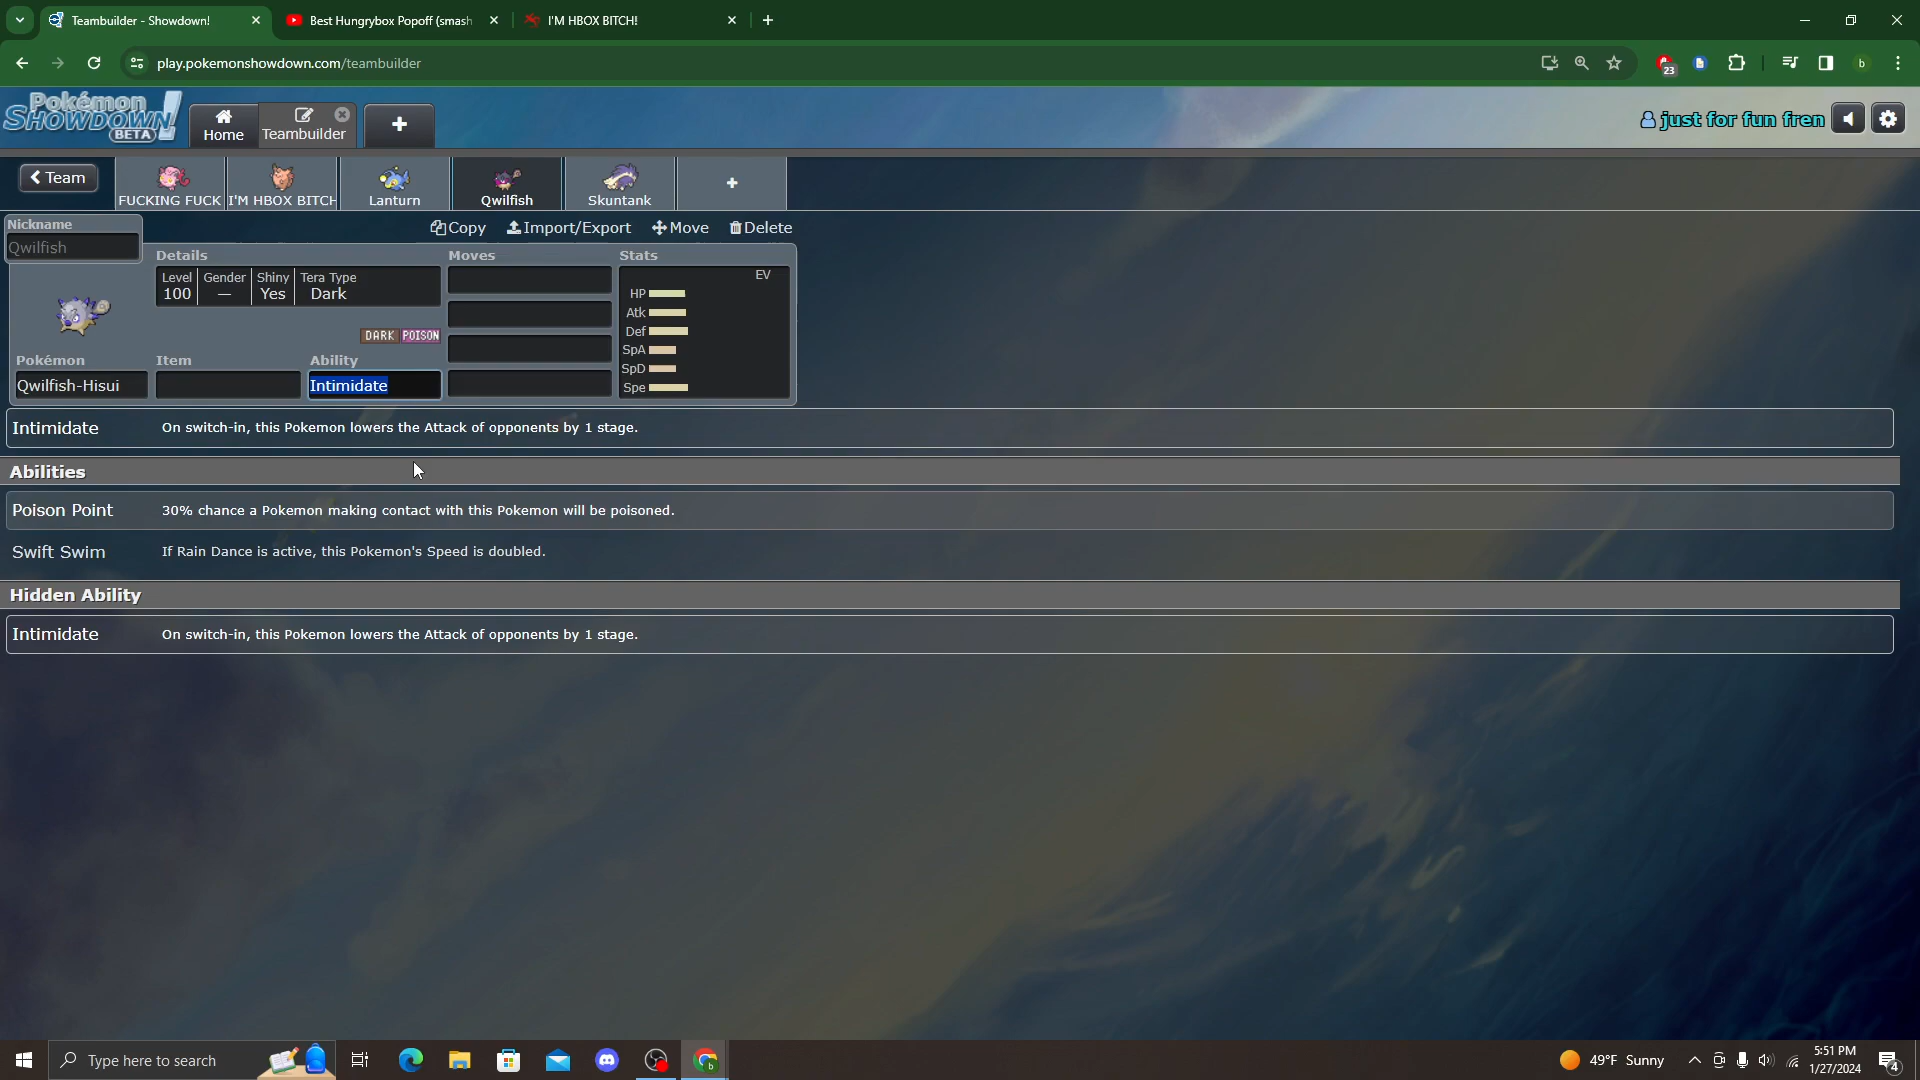 Teambuilder - Showdown!
Best Hungrybox Popoff (smash
I'M HBOX BITCH!
play.pokemonshowdown.com/teambuilder
23
b
Pokémon
SHOWDOWN!
BETA
Home
Teambuilder
just for fun fren
Team
FUCKING FUCK
I'M HBOX BITCH
Lanturn
Qwilfish
Skuntank
Nickname
Qwilfish
Copy
Import/Export
Move
Delete
Details
Moves
Stats
Level
Gender
Shiny
Tera Type
100
—
Yes
Dark
EV
HP
Atk
Def
SpA
SpD
Spe
DARK
POISON
Pokémon
Item
Ability
Qwilfish-Hisui
Intimidate
Intimidate On switch-in, this Pokemon lowers the Attack of opponents by 1 stage.
Abilities
Poison Point 30% chance a Pokemon making contact with this Pokemon will be poisoned.
Swift Swim If Rain Dance is active, this Pokemon's Speed is doubled.
Hidden Ability
Intimidate On switch-in, this Pokemon lowers the Attack of opponents by 1 stage.
Type here to search
b
49°F Sunny
5:51 PM
1/27/2024
4